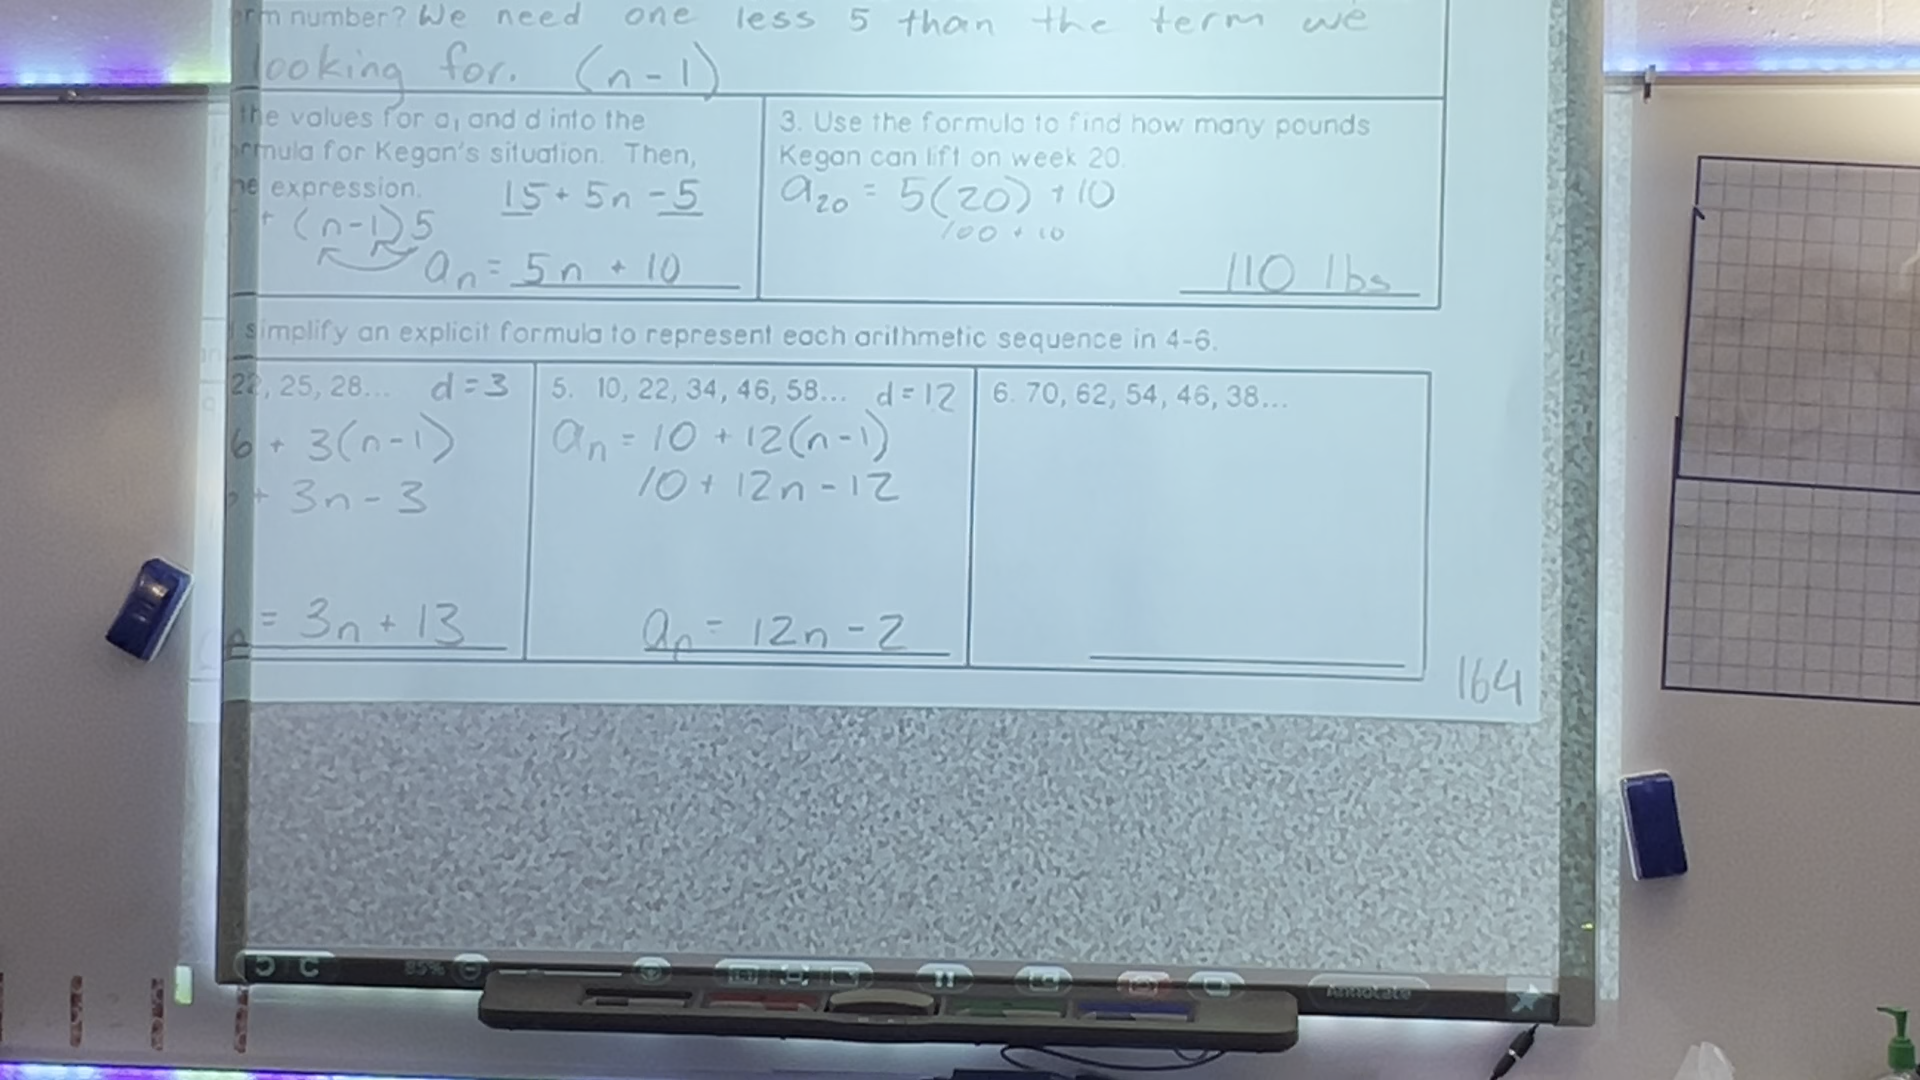 rm number? We need one less 5 than the term we
looking for. (n-1)
the values for a₁ and d into the
rmula for Kegan's situation. Then,
he expression. 15 + 5n - 5
+ (n-1)5
aₙ = 5n + 10
3. Use the formula to find how many pounds
Kegan can lift on week 20.
a₂₀ = 5(20) + 10
100 + 10
110 lbs
simplify an explicit formula to represent each arithmetic sequence in 4-6.
22, 25, 28... d = 3
6 + 3(n-1)
+ 3n - 3
= 3n + 13
5. 10, 22, 34, 46, 58... d = 12
aₙ = 10 + 12(n-1)
10 + 12n - 12
aₙ = 12n - 2
6. 70, 62, 54, 46, 38...
164
85%
Annotate